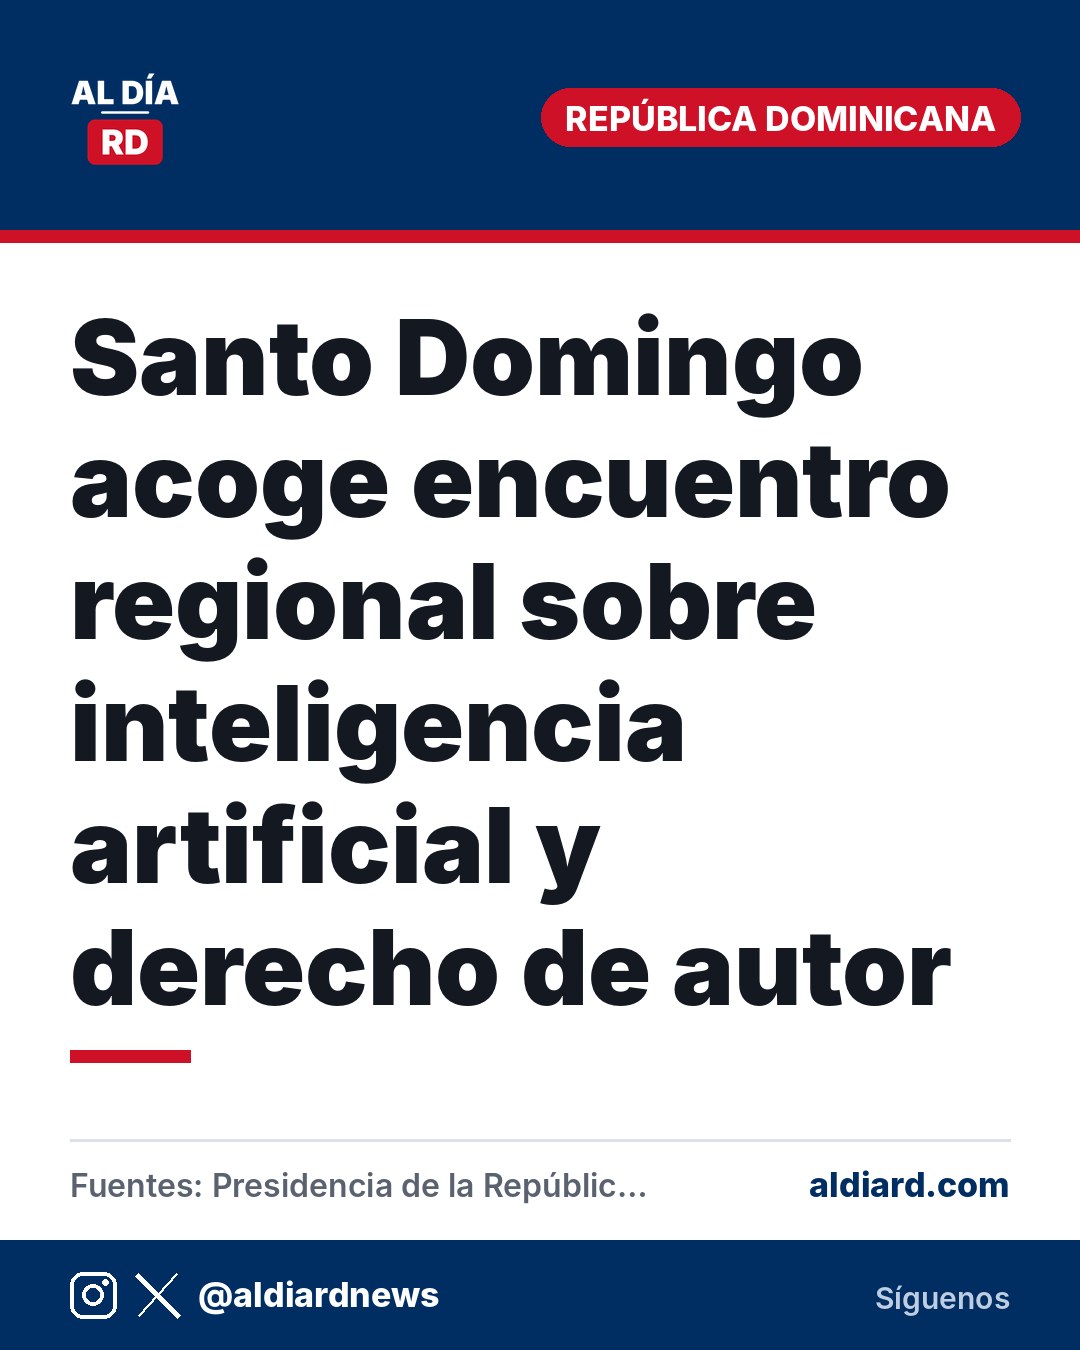 AL DÍA
RD
REPÚBLICA DOMINICANA
Santo Domingo
acoge encuentro
regional sobre
inteligencia
artificial y
derecho de autor
Fuentes: Presidencia de la Repúblic...
aldiard.com
@aldiardnews
Síguenos